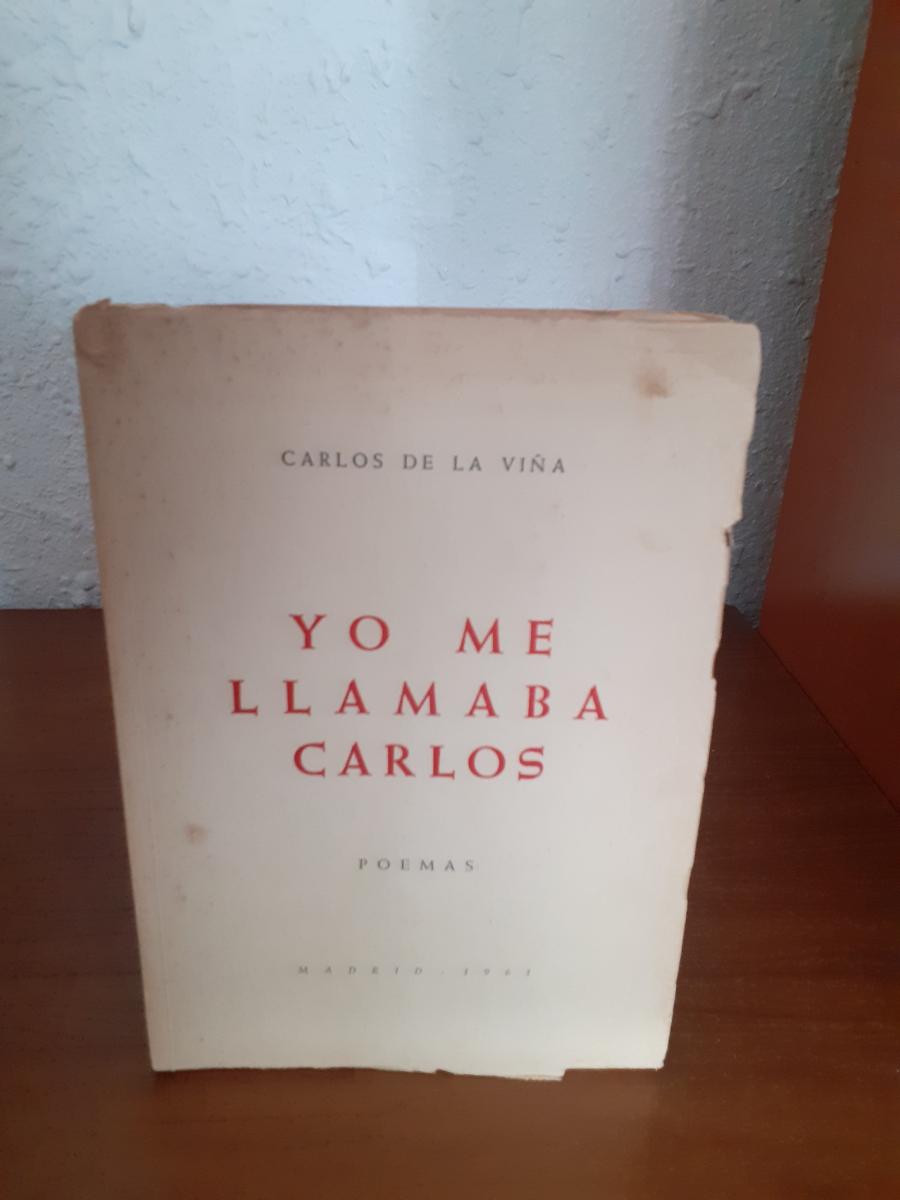 CARLOS DE LA VIÑA
YO ME
LLAMABA
CARLOS
POEMAS
MADRID - 1961